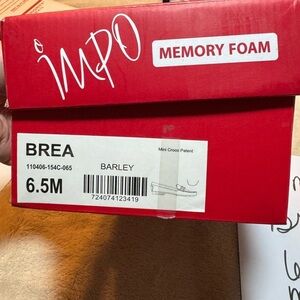 impo
MEMORY FOAM
BREA
110406-154C-065
BARLEY
Mini Croco Patent
6.5M
724074123419